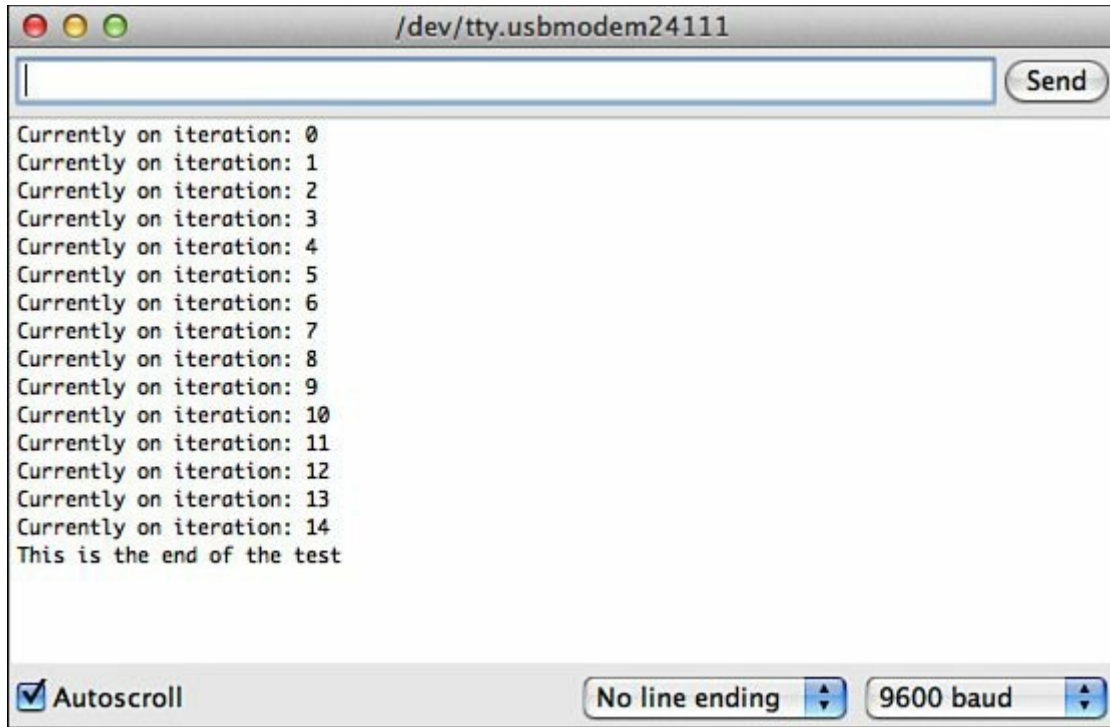 /dev/tty.usbmodem24111
Send
Currently on iteration: 0
Currently on iteration: 1
Currently on iteration: 2
Currently on iteration: 3
Currently on iteration: 4
Currently on iteration: 5
Currently on iteration: 6
Currently on iteration: 7
Currently on iteration: 8
Currently on iteration: 9
Currently on iteration: 10
Currently on iteration: 11
Currently on iteration: 12
Currently on iteration: 13
Currently on iteration: 14
This is the end of the test
Autoscroll No line ending 9600 baud